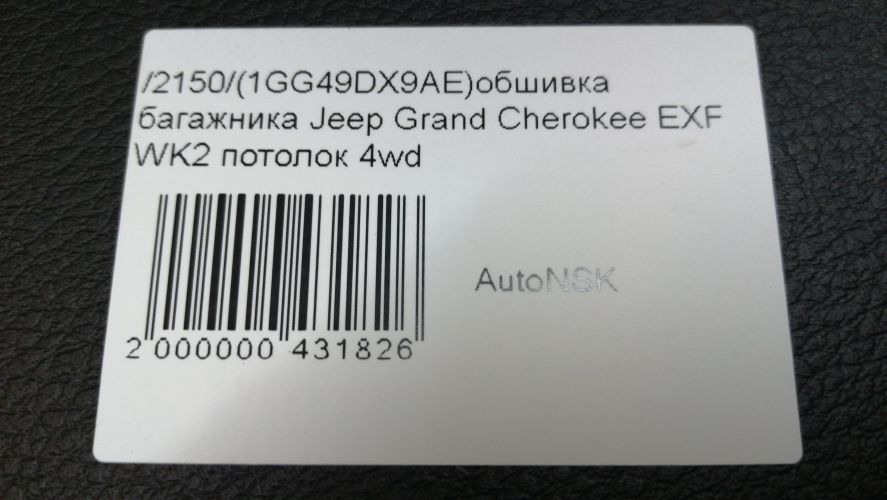 /2150/(1GG49DX9AE)обшивка
багажника Jeep Grand Cherokee EXF
WK2 потолок 4wd
AutoNSK
2 000000 431826